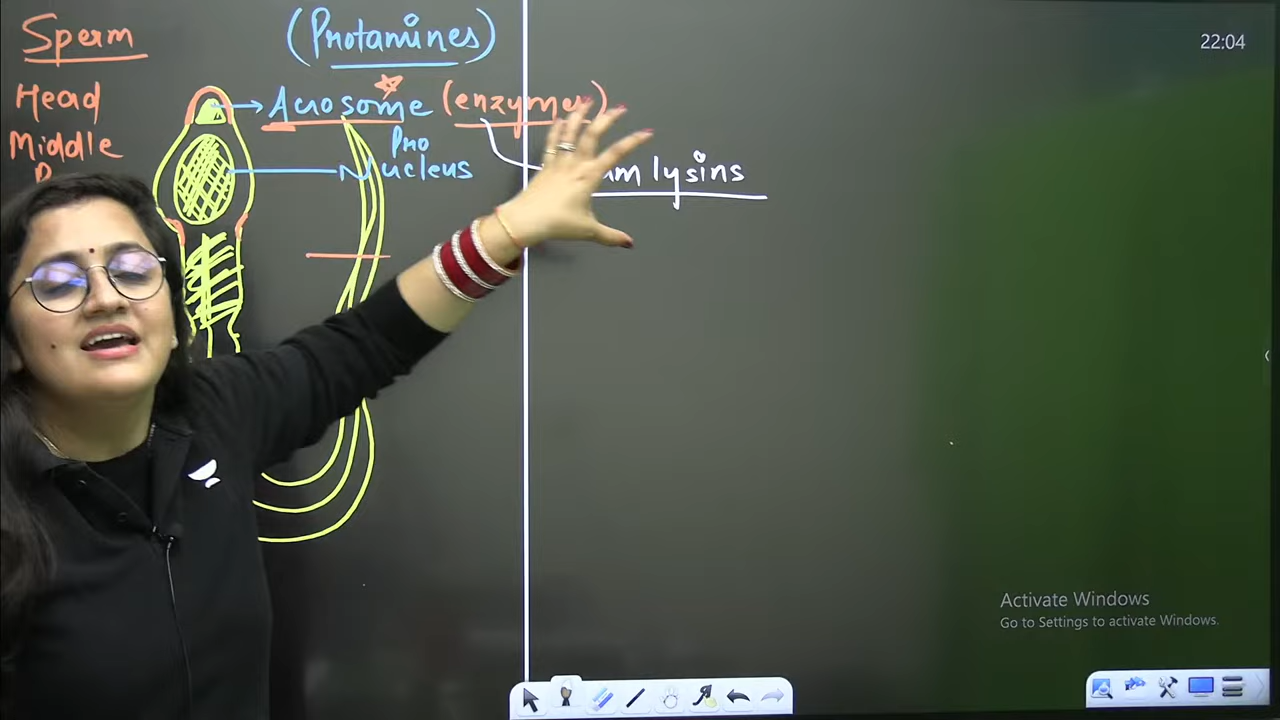 Sperm
(Protamines)
22:04
Head
Acrosome (enzymes)
Middle
Pro
Nucleus
lysins
Activate Windows
Go to Settings to activate Windows.